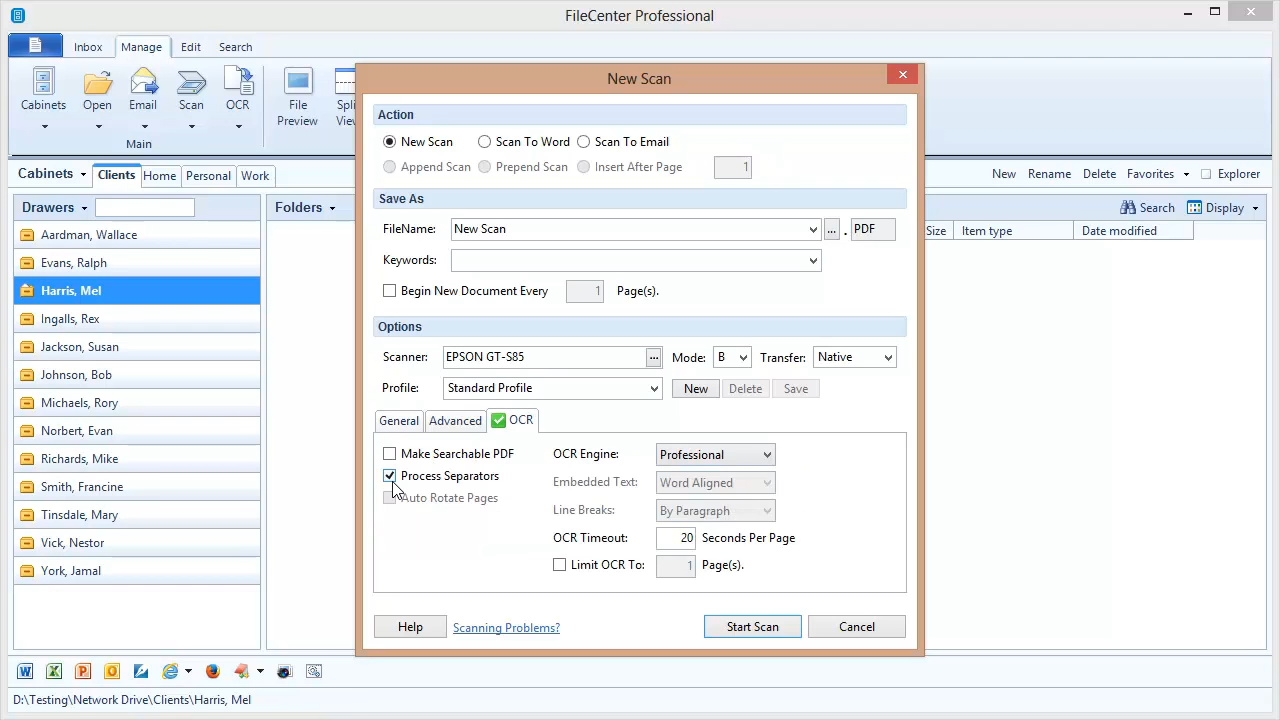 FileCenter Professional
Inbox Manage Edit Search
Cabinets Open Email Scan OCR File Preview
Main
New Scan
Action
New Scan Scan To Word Scan To Email
Append Scan Prepend Scan Insert After Page 1
Save As
FileName: New Scan ... . PDF
Keywords:
Begin New Document Every 1 Page(s).
Options
Scanner: EPSON GT-S85 ... Mode: B Transfer: Native
Profile: Standard Profile New Delete Save
General Advanced OCR
Make Searchable PDF OCR Engine: Professional
Process Separators Embedded Text: Word Aligned
Auto Rotate Pages Line Breaks: By Paragraph
OCR Timeout: 20 Seconds Per Page
Limit OCR To: 1 Page(s).
Help Scanning Problems? Start Scan Cancel
Cabinets Clients Home Personal Work New Rename Delete Favorites Explorer
Drawers Folders Search Display
Size Item type Date modified
Aardman, Wallace
Evans, Ralph
Harris, Mel
Ingalls, Rex
Jackson, Susan
Johnson, Bob
Michaels, Rory
Norbert, Evan
Richards, Mike
Smith, Francine
Tinsdale, Mary
Vick, Nestor
York, Jamal
D:\Testing\Network Drive\Clients\Harris, Mel